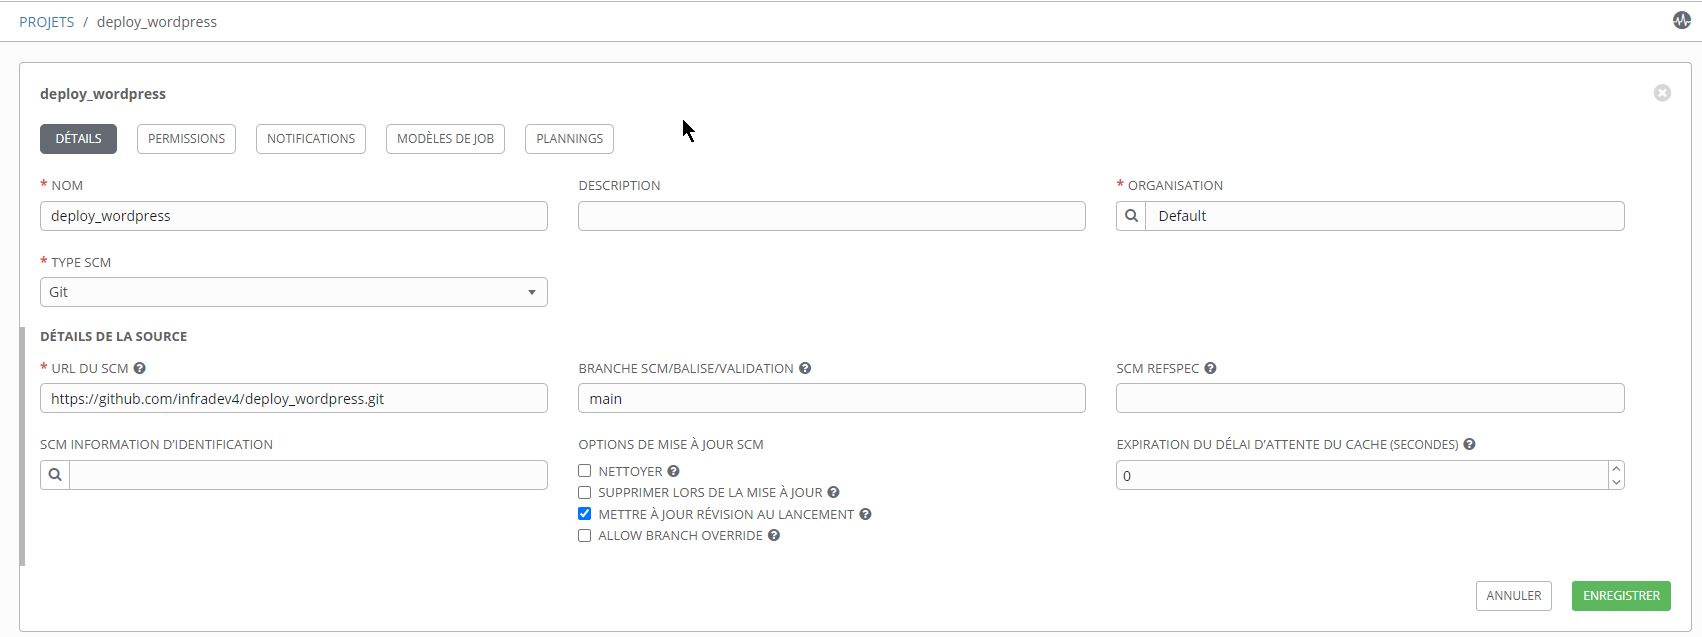 PROJETS / deploy_wordpress
deploy_wordpress
DÉTAILS PERMISSIONS NOTIFICATIONS MODÈLES DE JOB PLANNINGS
* NOM DESCRIPTION * ORGANISATION
deploy_wordpress Default
* TYPE SCM
Git
DÉTAILS DE LA SOURCE
* URL DU SCM ? BRANCHE SCM/BALISE/VALIDATION ? SCM REFSPEC ?
https://github.com/infradev4/deploy_wordpress.git main
SCM INFORMATION D'IDENTIFICATION OPTIONS DE MISE À JOUR SCM EXPIRATION DU DÉLAI D'ATTENTE DU CACHE (SECONDES) ?
NETTOYER ? 0
SUPPRIMER LORS DE LA MISE À JOUR ?
METTRE À JOUR RÉVISION AU LANCEMENT ?
ALLOW BRANCH OVERRIDE ?
ANNULER ENREGISTRER